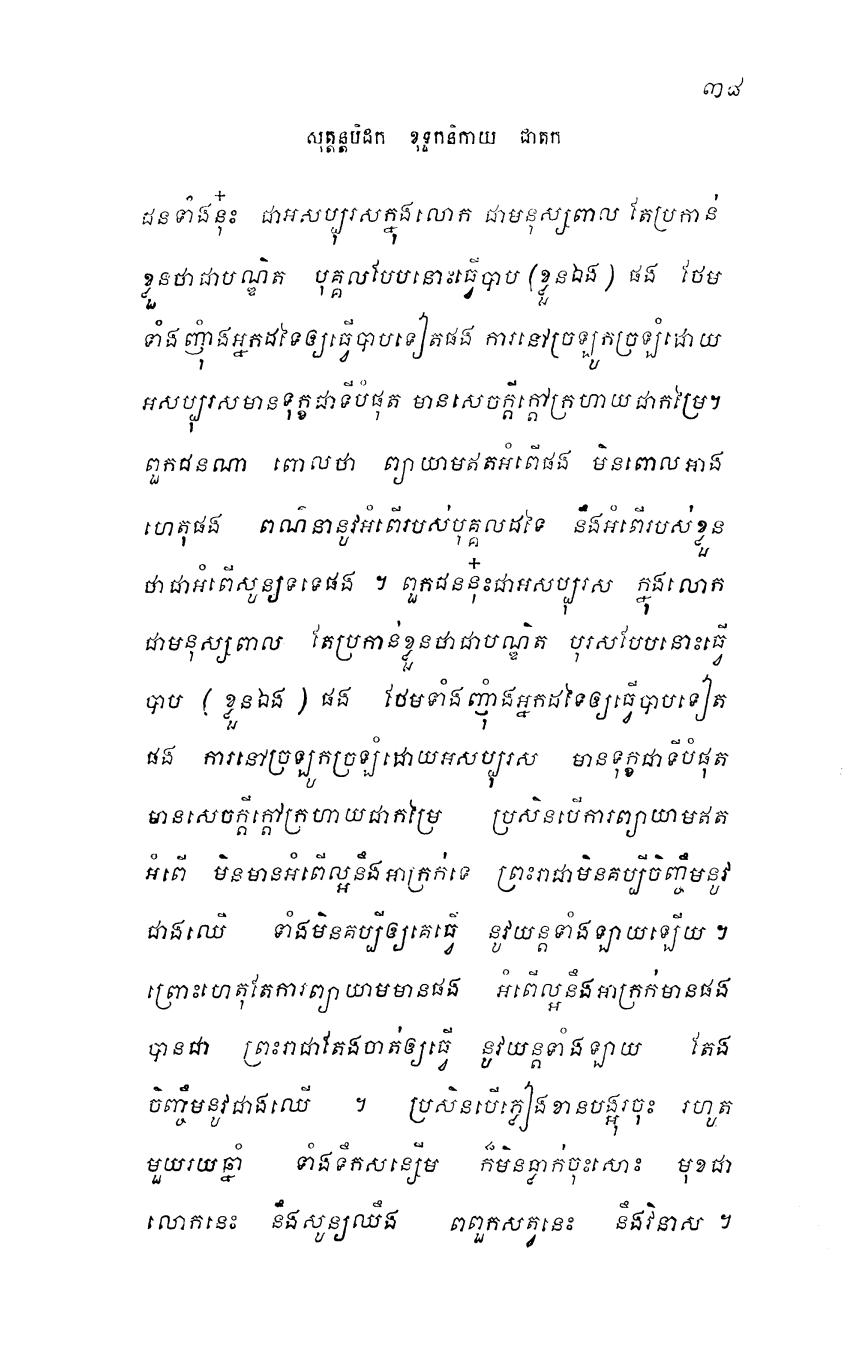 ៣៨
សុត្តន្តបិដក ខុទ្ទកនិកាយ ជាតក
ជនទាំងនុ៎ះ ជាអសប្បុរសក្នុងលោក ជាមនុស្សពាល តែប្រកាន់
ខ្លួនថាជាបណ្ឌិត បុគ្គលបែបនោះធ្វើបាប (ខ្លួនឯង) ផង ថែម
ទាំងញុំាងអ្នកដទៃឲ្យធ្វើបាបទៀតផង ការនៅច្រឡូកច្រឡំដោយ
អសប្បុរសមានទុក្ខជាទីបំផុត មានសេចក្តីក្តៅក្រហាយជាកម្រៃ។
ពួកជនណា ពោលថា ព្យាយាមឥតអំពើផង មិនពោលអាង
ហេតុផង ពណ៌នានូវអំពើរបស់បុគ្គលដទៃ នឹងអំពើរបស់ខ្លួន
ថាជាអំពើសូន្យទទេផង ។ ពួកជននុ៎ះជាអសប្បុរស ក្នុងលោក
ជាមនុស្សពាល តែប្រកាន់ខ្លួនថាជាបណ្ឌិត បុរសបែបនោះធ្វើ
បាប ( ខ្លួនឯង ) ផង ថែមទាំងញុំាងអ្នកដទៃឲ្យធ្វើបាបទៀត
ផង ការនៅច្រឡូកច្រឡំដោយអសប្បុរស មានទុក្ខជាទីបំផុត
មានសេចក្តីក្តៅក្រហាយជាកម្រៃ ប្រសិនបើការព្យាយាមឥត
អំពើ មិនមានអំពើល្អនឹងអាក្រក់ទេ ព្រះរាជាមិនគប្បីចិញ្ចឹមនូវ
ជាងឈើ ទាំងមិនគប្បីឲ្យគេធ្វើ នូវយន្តទាំងឡាយឡើយ ។
ព្រោះហេតុតែការព្យាយាមមានផង អំពើល្អនឹងអាក្រក់មានផង
បានជា ព្រះរាជាតែងចាត់ឲ្យធ្វើ នូវយន្តទាំងឡាយ តែង
ចិញ្ចឹមនូវជាងឈើ ។ ប្រសិនបើភ្លៀងខានបង្អុរចុះ រហូត
មួយរយឆ្នាំ ទាំងទឹកសន្សើម ក៏មិនធ្លាក់ចុះសោះ មុខជា
លោកនេះ នឹងសូន្យឈឹង ពពួកសត្វនេះ នឹងវិនាស ។